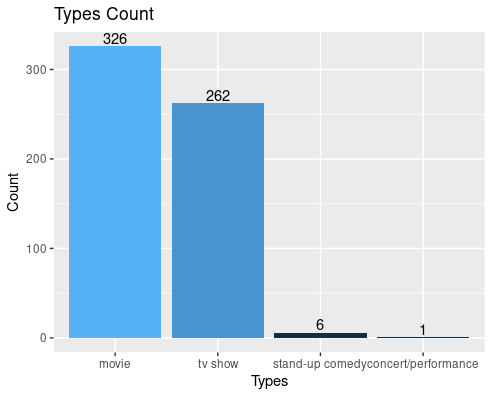 Types Count
326
262
6
1
300
200
100
0
Count
movie
tv show
stand-up comedy
concert/performance
Types